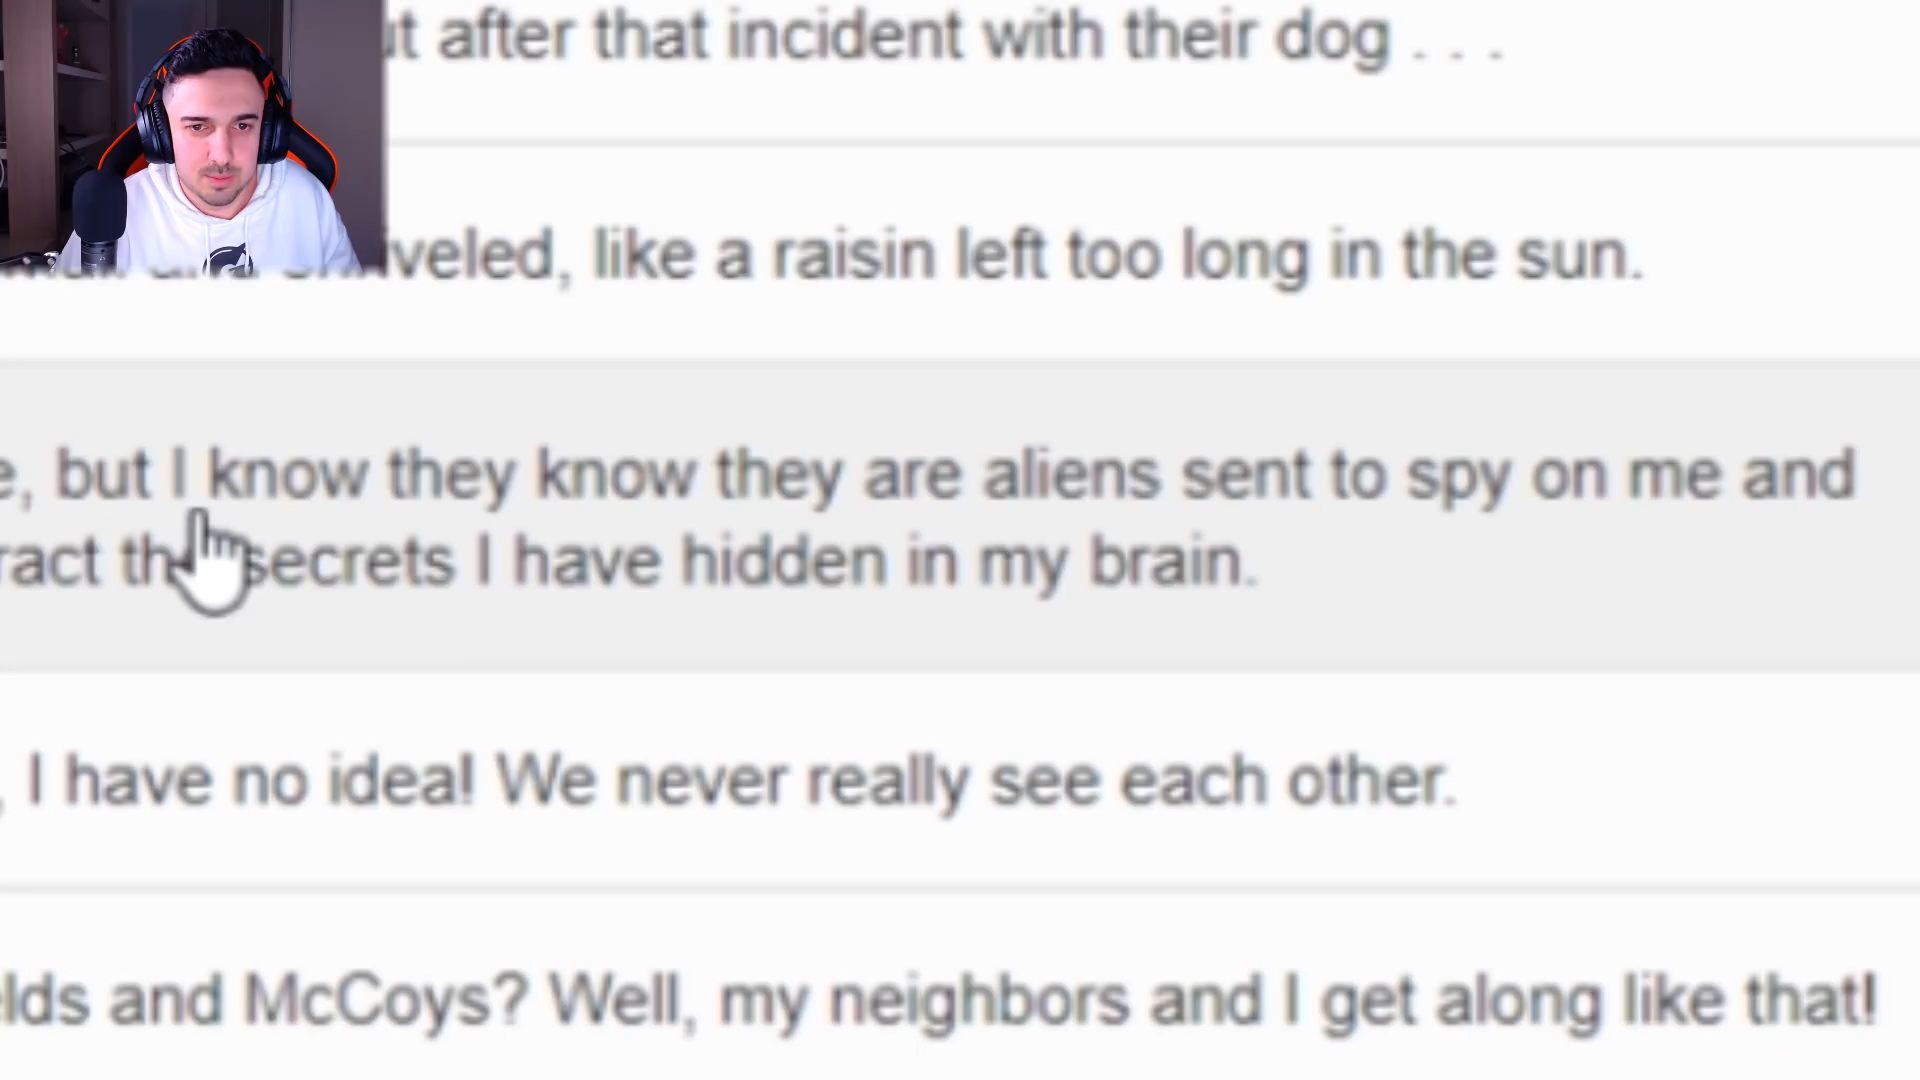 after that incident with their dog . . .
like a raisin left too long in the sun.
but I know they know they are aliens sent to spy on me and
secrets I have hidden in my brain.
I have no idea! We never really see each other.
and McCoys? Well, my neighbors and I get along like that!